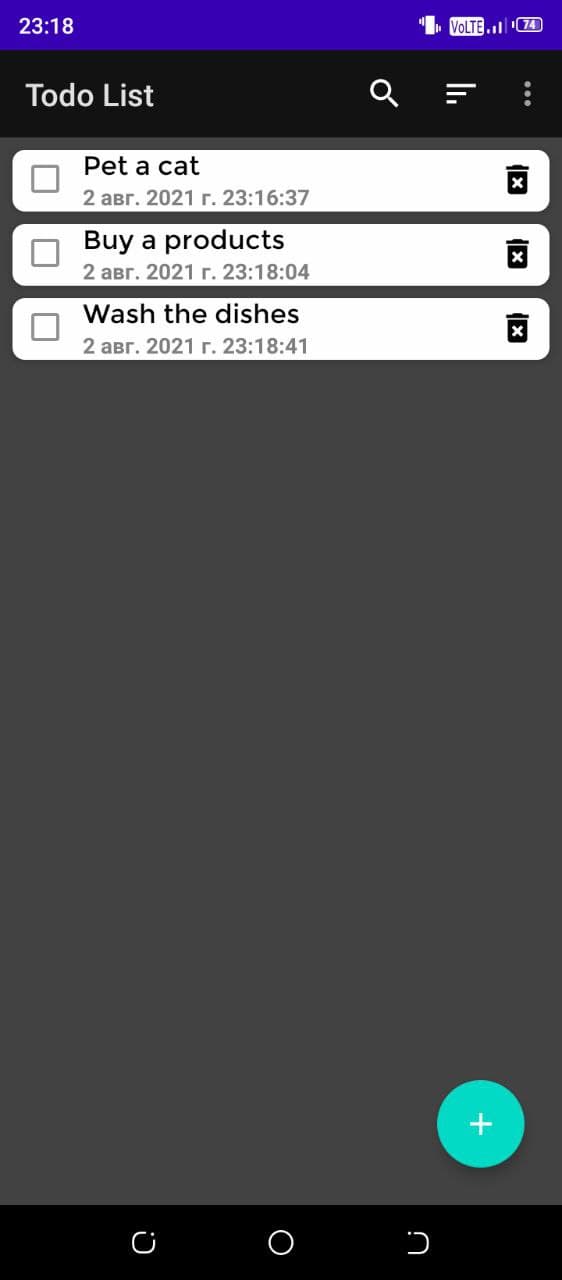 23:18
VoLTE
74
Todo List
Pet a cat
2 авг. 2021 г. 23:16:37
Buy a products
2 авг. 2021 г. 23:18:04
Wash the dishes
2 авг. 2021 г. 23:18:41